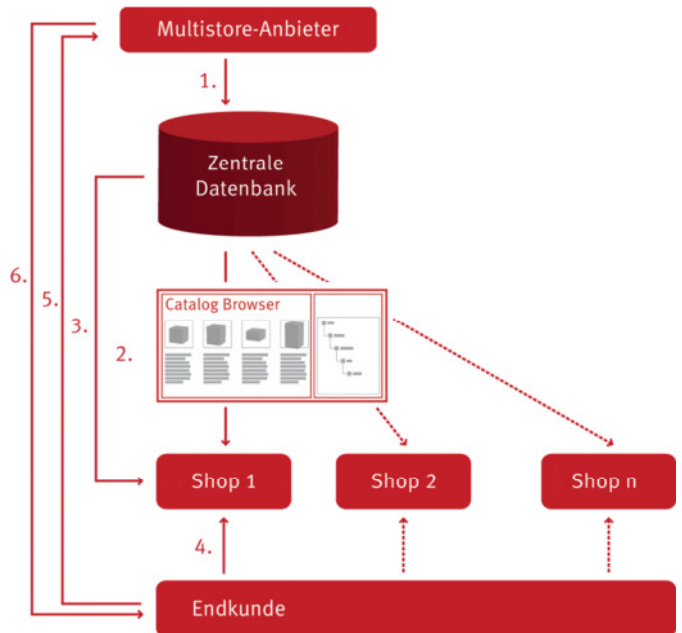 Multistore-Anbieter
1.
Zentrale
Datenbank
6.
5.
3.
2.
Catalog Browser
Shop 1
Shop 2
Shop n
4.
Endkunde